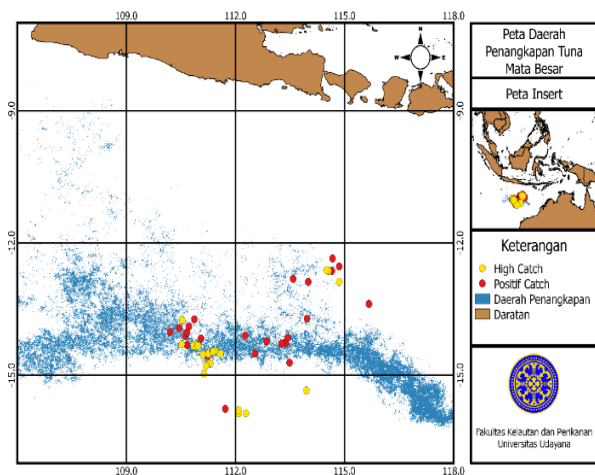 109.0 112.0 115.0 118.0
N
W E
S
-9.0 -9.0
-12.0 -12.0
-15.0 -15.0
109.0 112.0 115.0 118.0
Peta Daerah
Penangkapan Tuna
Mata Besar
Peta Insert
Keterangan
High Catch
Positif Catch
Daerah Penangkapan
Daratan
Fakultas Kelautan dan Perikanan
Universitas Udayana